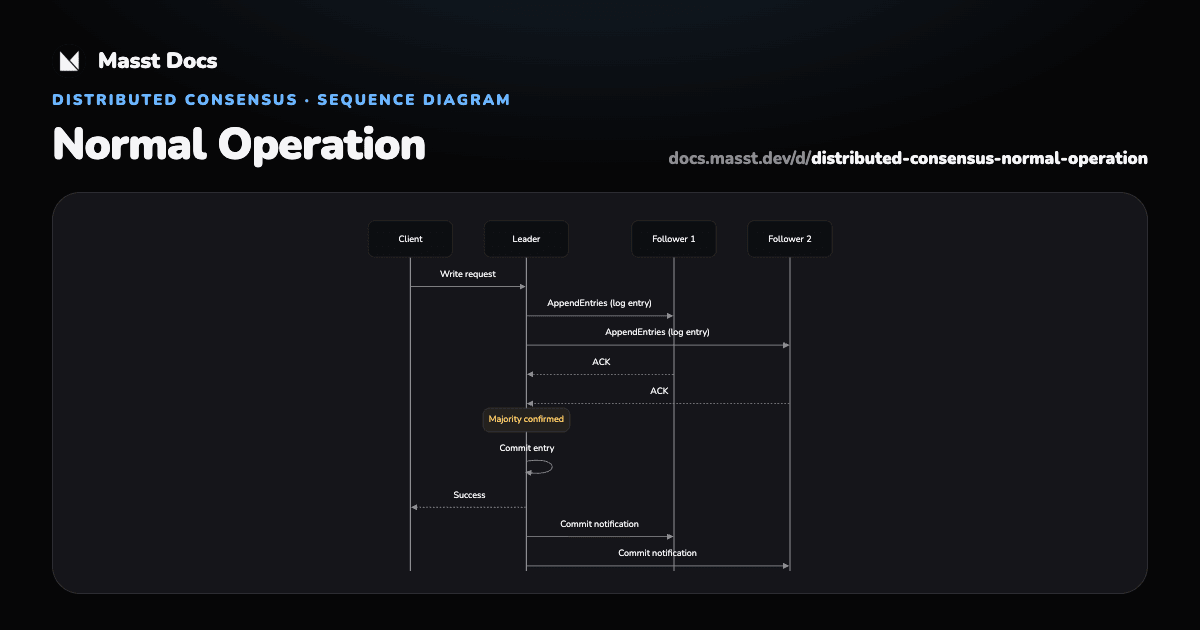 Masst Docs
DISTRIBUTED CONSENSUS · SEQUENCE DIAGRAM
Normal Operation
docs.masst.dev/d/distributed-consensus-normal-operation
Client
Leader
Follower 1
Follower 2
Write request
AppendEntries (log entry)
AppendEntries (log entry)
ACK
ACK
Majority confirmed
Commit entry
Success
Commit notification
Commit notification